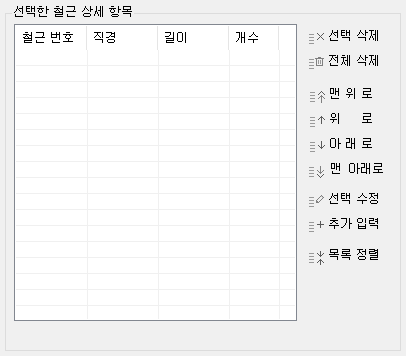 선택한 철근 상세 항목
철근 번호 직경 길이 개수
선택 삭제
전체 삭제
맨 위 로
위 로
아 래 로
맨 아래로
선택 수정
추가 입력
목록 정렬